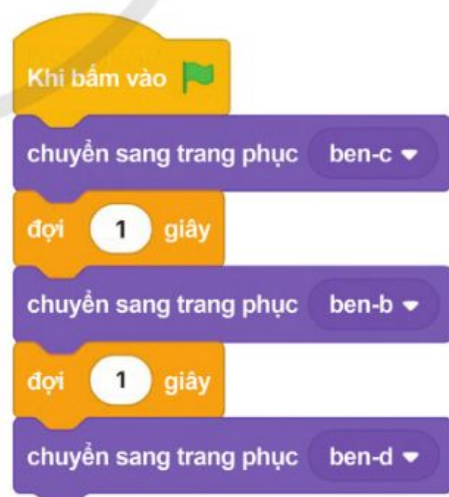 Khi bấm vào
chuyển sang trang phục ben-c
đợi 1 giây
chuyển sang trang phục ben-b
đợi 1 giây
chuyển sang trang phục ben-d